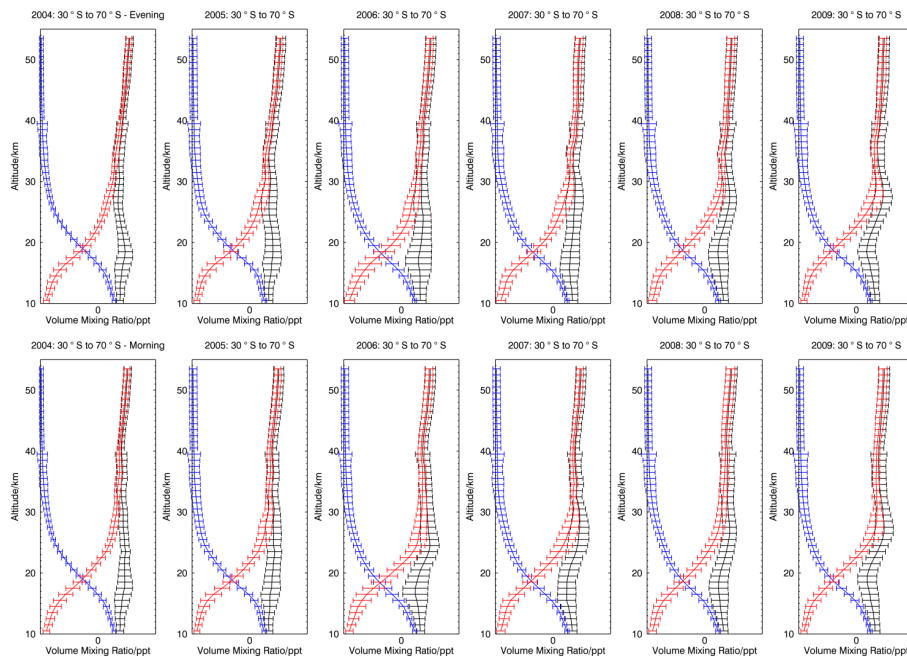 2004: 30 ° S to 70 ° S - Evening
2005: 30 ° S to 70 ° S
2006: 30 ° S to 70 ° S
2007: 30 ° S to 70 ° S
2008: 30 ° S to 70 ° S
2009: 30 ° S to 70 ° S
Altitude/km
50
40
30
20
10
0
Volume Mixing Ratio/ppt
Altitude/km
50
40
30
20
10
0
Volume Mixing Ratio/ppt
Altitude/km
50
40
30
20
10
0
Volume Mixing Ratio/ppt
Altitude/km
50
40
30
20
10
0
Volume Mixing Ratio/ppt
Altitude/km
50
40
30
20
10
0
Volume Mixing Ratio/ppt
Altitude/km
50
40
30
20
10
0
Volume Mixing Ratio/ppt
2004: 30 ° S to 70 ° S - Morning
2005: 30 ° S to 70 ° S
2006: 30 ° S to 70 ° S
2007: 30 ° S to 70 ° S
2008: 30 ° S to 70 ° S
2009: 30 ° S to 70 ° S
Altitude/km
50
40
30
20
10
0
Volume Mixing Ratio/ppt
Altitude/km
50
40
30
20
10
0
Volume Mixing Ratio/ppt
Altitude/km
50
40
30
20
10
0
Volume Mixing Ratio/ppt
Altitude/km
50
40
30
20
10
0
Volume Mixing Ratio/ppt
Altitude/km
50
40
30
20
10
0
Volume Mixing Ratio/ppt
Altitude/km
50
40
30
20
10
0
Volume Mixing Ratio/ppt